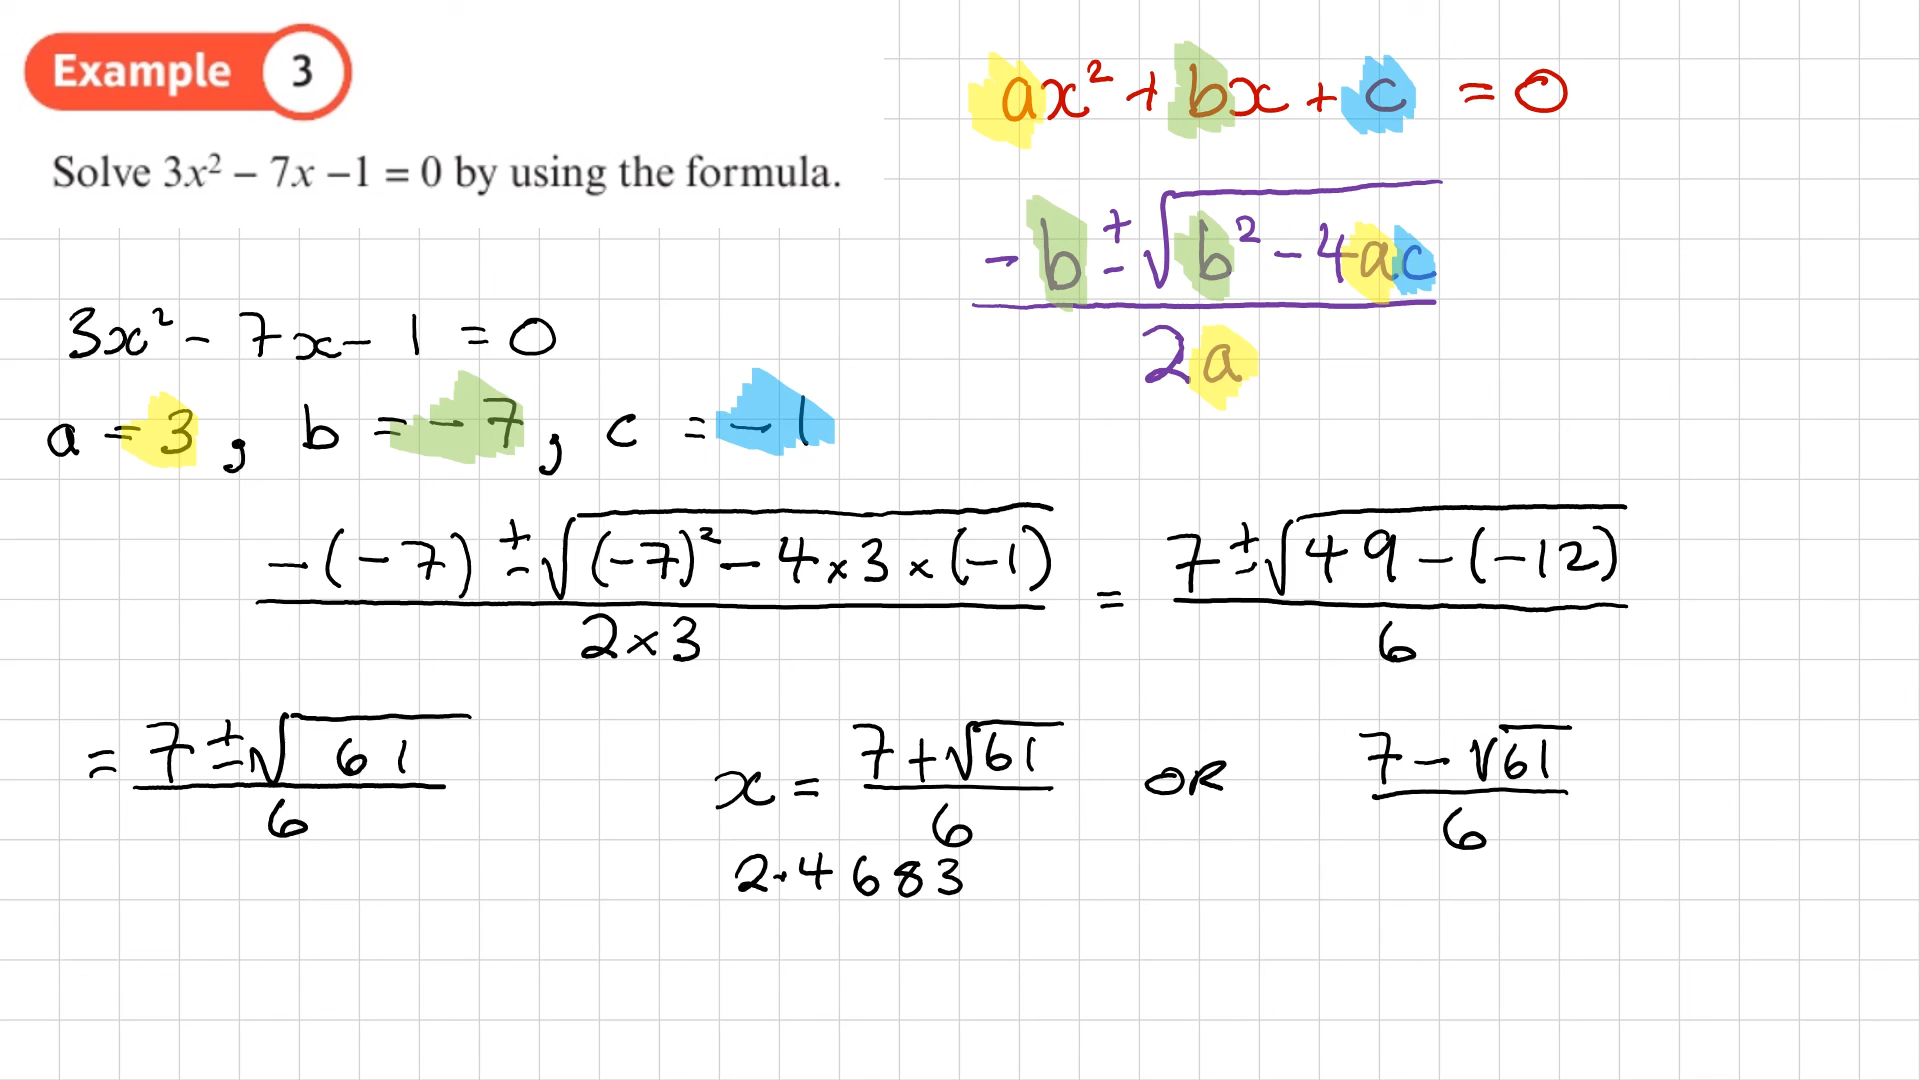 Example 3
Solve 3x² – 7x –1 = 0 by using the formula.
ax² + bx + c = 0
-b ± √(b² - 4ac)
2a
3x² - 7x - 1 = 0
a = 3 , b = -7 , c = -1
-(-7) ± √((-7)² - 4 × 3 × (-1)) = 7 ± √(49 - (-12))
2 × 3
6
= 7 ± √61
6
x = 7 + √61 OR 7 - √61
6
6
2.4683